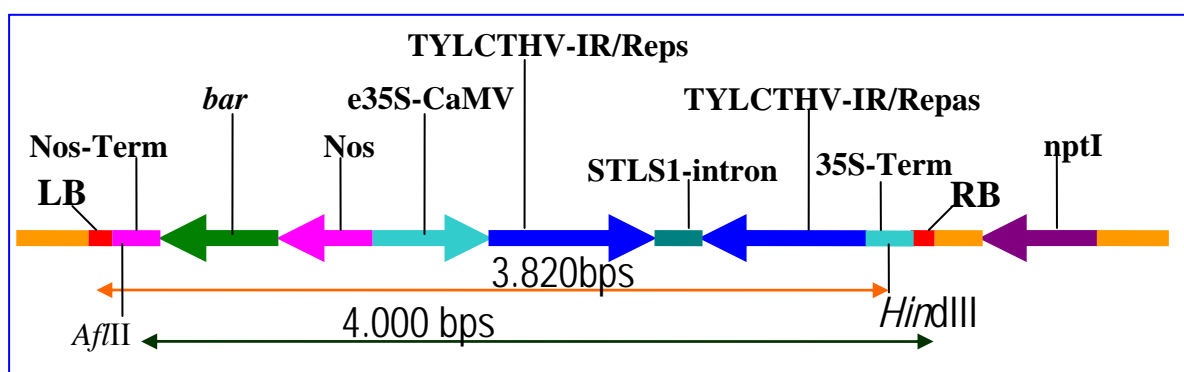 TYLCTHV-IR/Reps
bar
e35S-CaMV
TYLCTHV-IR/Repas
Nos-Term
Nos
STLS1-intron
35S-Term
nptI
LB
RB
3.820bps
AflII
4.000 bps
HindIII